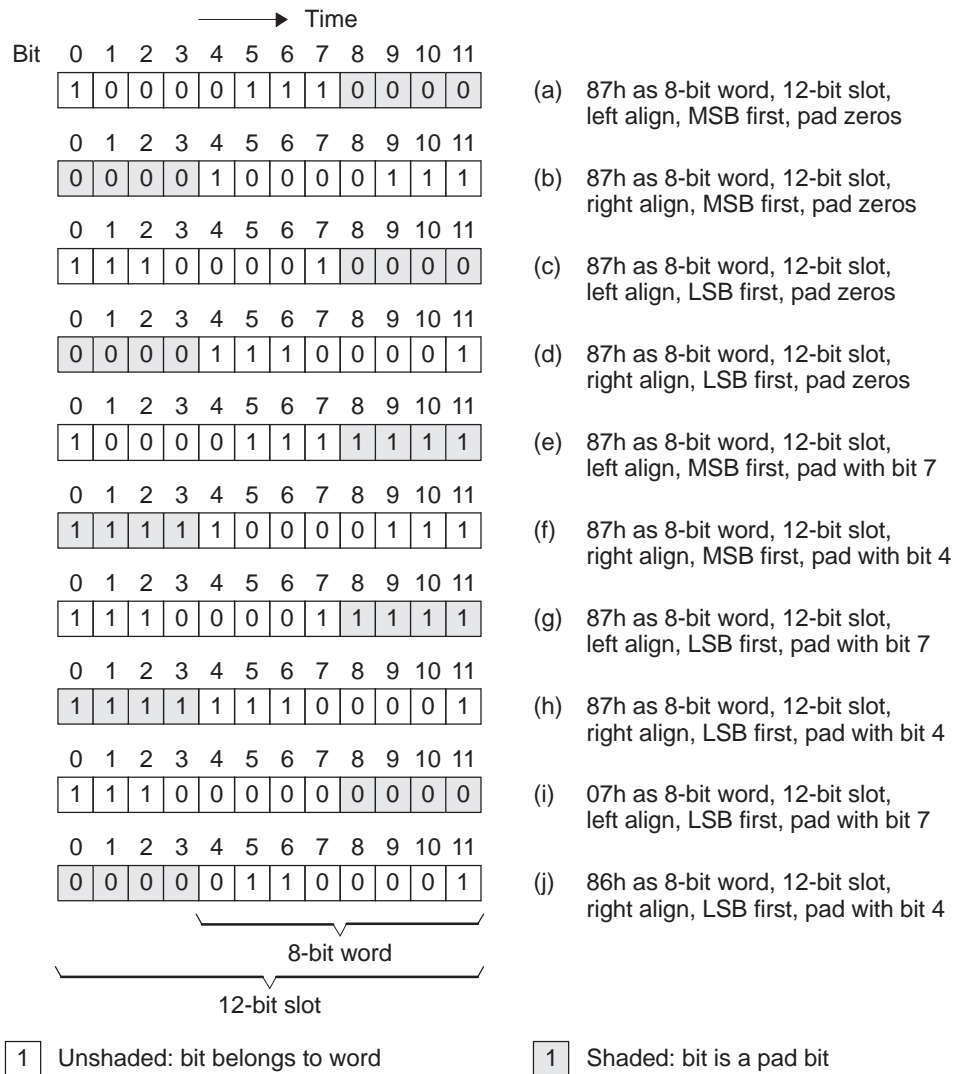 Time
Bit 0 1 2 3 4 5 6 7 8 9 10 11
1 0 0 0 0 1 1 1 0 0 0 0
(a) 87h as 8-bit word, 12-bit slot,
left align, MSB first, pad zeros
0 1 2 3 4 5 6 7 8 9 10 11
0 0 0 0 1 0 0 0 0 1 1 1
(b) 87h as 8-bit word, 12-bit slot,
right align, MSB first, pad zeros
0 1 2 3 4 5 6 7 8 9 10 11
1 1 1 0 0 0 0 1 0 0 0 0
(c) 87h as 8-bit word, 12-bit slot,
left align, LSB first, pad zeros
0 1 2 3 4 5 6 7 8 9 10 11
0 0 0 0 1 1 1 0 0 0 0 1
(d) 87h as 8-bit word, 12-bit slot,
right align, LSB first, pad zeros
0 1 2 3 4 5 6 7 8 9 10 11
1 0 0 0 0 1 1 1 1 1 1 1
(e) 87h as 8-bit word, 12-bit slot,
left align, MSB first, pad with bit 7
0 1 2 3 4 5 6 7 8 9 10 11
1 1 1 1 1 0 0 0 0 1 1 1
(f) 87h as 8-bit word, 12-bit slot,
right align, MSB first, pad with bit 4
0 1 2 3 4 5 6 7 8 9 10 11
1 1 1 0 0 0 0 1 1 1 1 1
(g) 87h as 8-bit word, 12-bit slot,
left align, LSB first, pad with bit 7
0 1 2 3 4 5 6 7 8 9 10 11
1 1 1 1 1 1 1 0 0 0 0 1
(h) 87h as 8-bit word, 12-bit slot,
right align, LSB first, pad with bit 4
0 1 2 3 4 5 6 7 8 9 10 11
1 1 1 0 0 0 0 0 0 0 0 0
(i) 07h as 8-bit word, 12-bit slot,
left align, LSB first, pad with bit 7
0 1 2 3 4 5 6 7 8 9 10 11
0 0 0 0 0 1 1 0 0 0 0 1
(j) 86h as 8-bit word, 12-bit slot,
right align, LSB first, pad with bit 4
8-bit word
12-bit slot
1 Unshaded: bit belongs to word
1 Shaded: bit is a pad bit